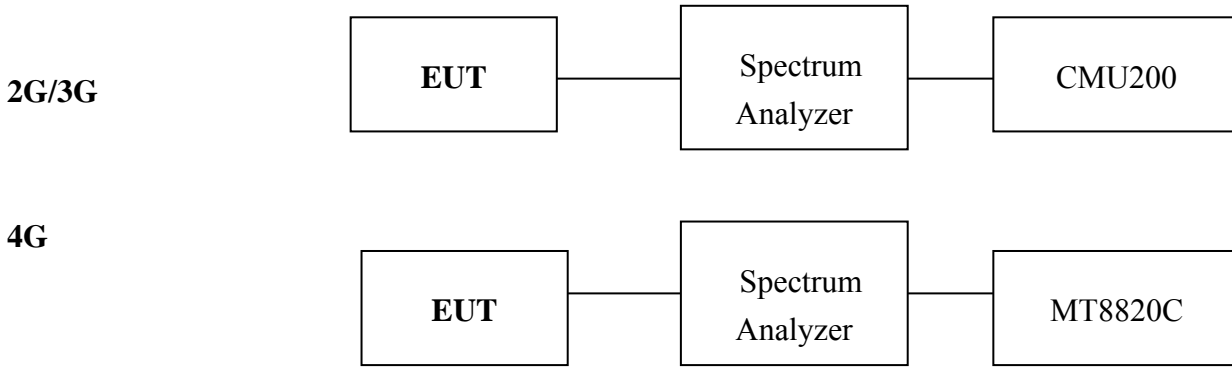 2G/3G
EUT
Spectrum
Analyzer
CMU200
4G
EUT
Spectrum
Analyzer
MT8820C